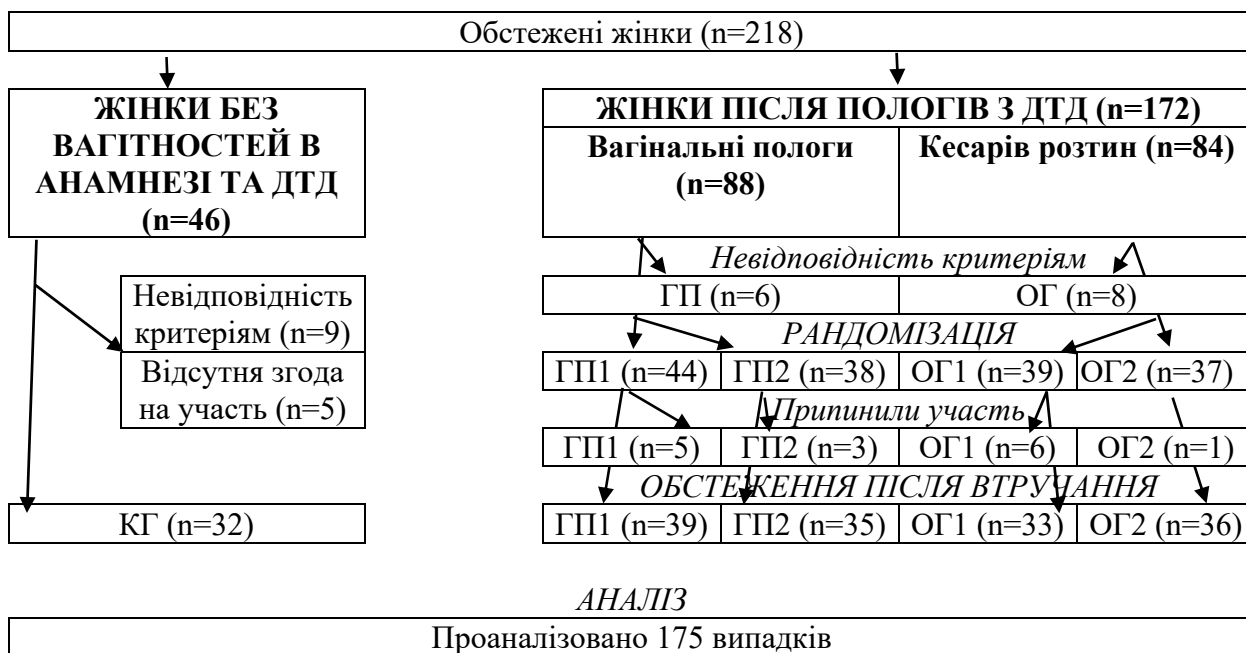 Обстежені жінки (n=218)
ЖІНКИ БЕЗ
ВАГІТНОСТЕЙ В
АНАМНЕЗІ ТА ДТД
(n=46)
ЖІНКИ ПІСЛЯ ПОЛОГІВ З ДТД (n=172)
Вагінальні пологи
(n=88)
Кесарів розтин (n=84)
Невідповідність критеріям
ГП (n=6)
ОГ (n=8)
Невідповідність
критеріям (n=9)
Відсутня згода
на участь (n=5)
РАНДОМІЗАЦІЯ
ГП1 (n=44)
ГП2 (n=38)
ОГ1 (n=39)
ОГ2 (n=37)
Припинили участь
ГП1 (n=5)
ГП2 (n=3)
ОГ1 (n=6)
ОГ2 (n=1)
ОБСТЕЖЕННЯ ПІСЛЯ ВТРУЧАННЯ
КГ (n=32)
ГП1 (n=39)
ГП2 (n=35)
ОГ1 (n=33)
ОГ2 (n=36)
АНАЛІЗ
Проаналізовано 175 випадків